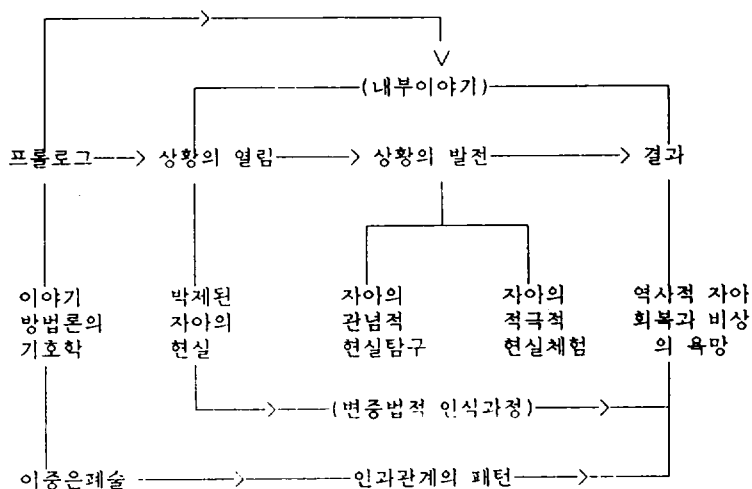 (내부이야기)
프롤로그 상황의 열림 상황의 발전 결과
이야기 박제된 자아의 자아의 역사적 자아
방법론의 자아의 관념적 적극적 회복과 비상
기호학 현실 현실탐구 현실체험 의 욕망
(변증법적 인식과정)
이중은폐술 인과관계의 패턴